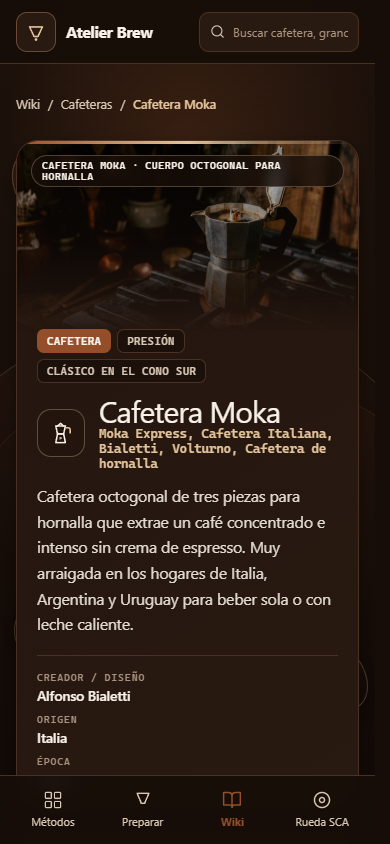 Atelier Brew
Buscar cafetera, granc
Wiki / Cafeteras / Cafetera Moka
CAFETERA MOKA · CUERPO OCTOGONAL PARA
HORNALLA
CAFETERA
PRESIÓN
CLÁSICO EN EL CONO SUR
Cafetera Moka
Moka Express, Cafetera Italiana,
Bialetti, Volturno, Cafetera de
hornalla
Cafetera octogonal de tres piezas para
hornalla que extrae un café concentrado e
intenso sin crema de espresso. Muy
arraigada en los hogares de Italia,
Argentina y Uruguay para beber sola o con
leche caliente.
CREADOR / DISEÑO
Alfonso Bialetti
ORIGEN
Italia
ÉPOCA
Métodos
Preparar
Wiki
Rueda SCA